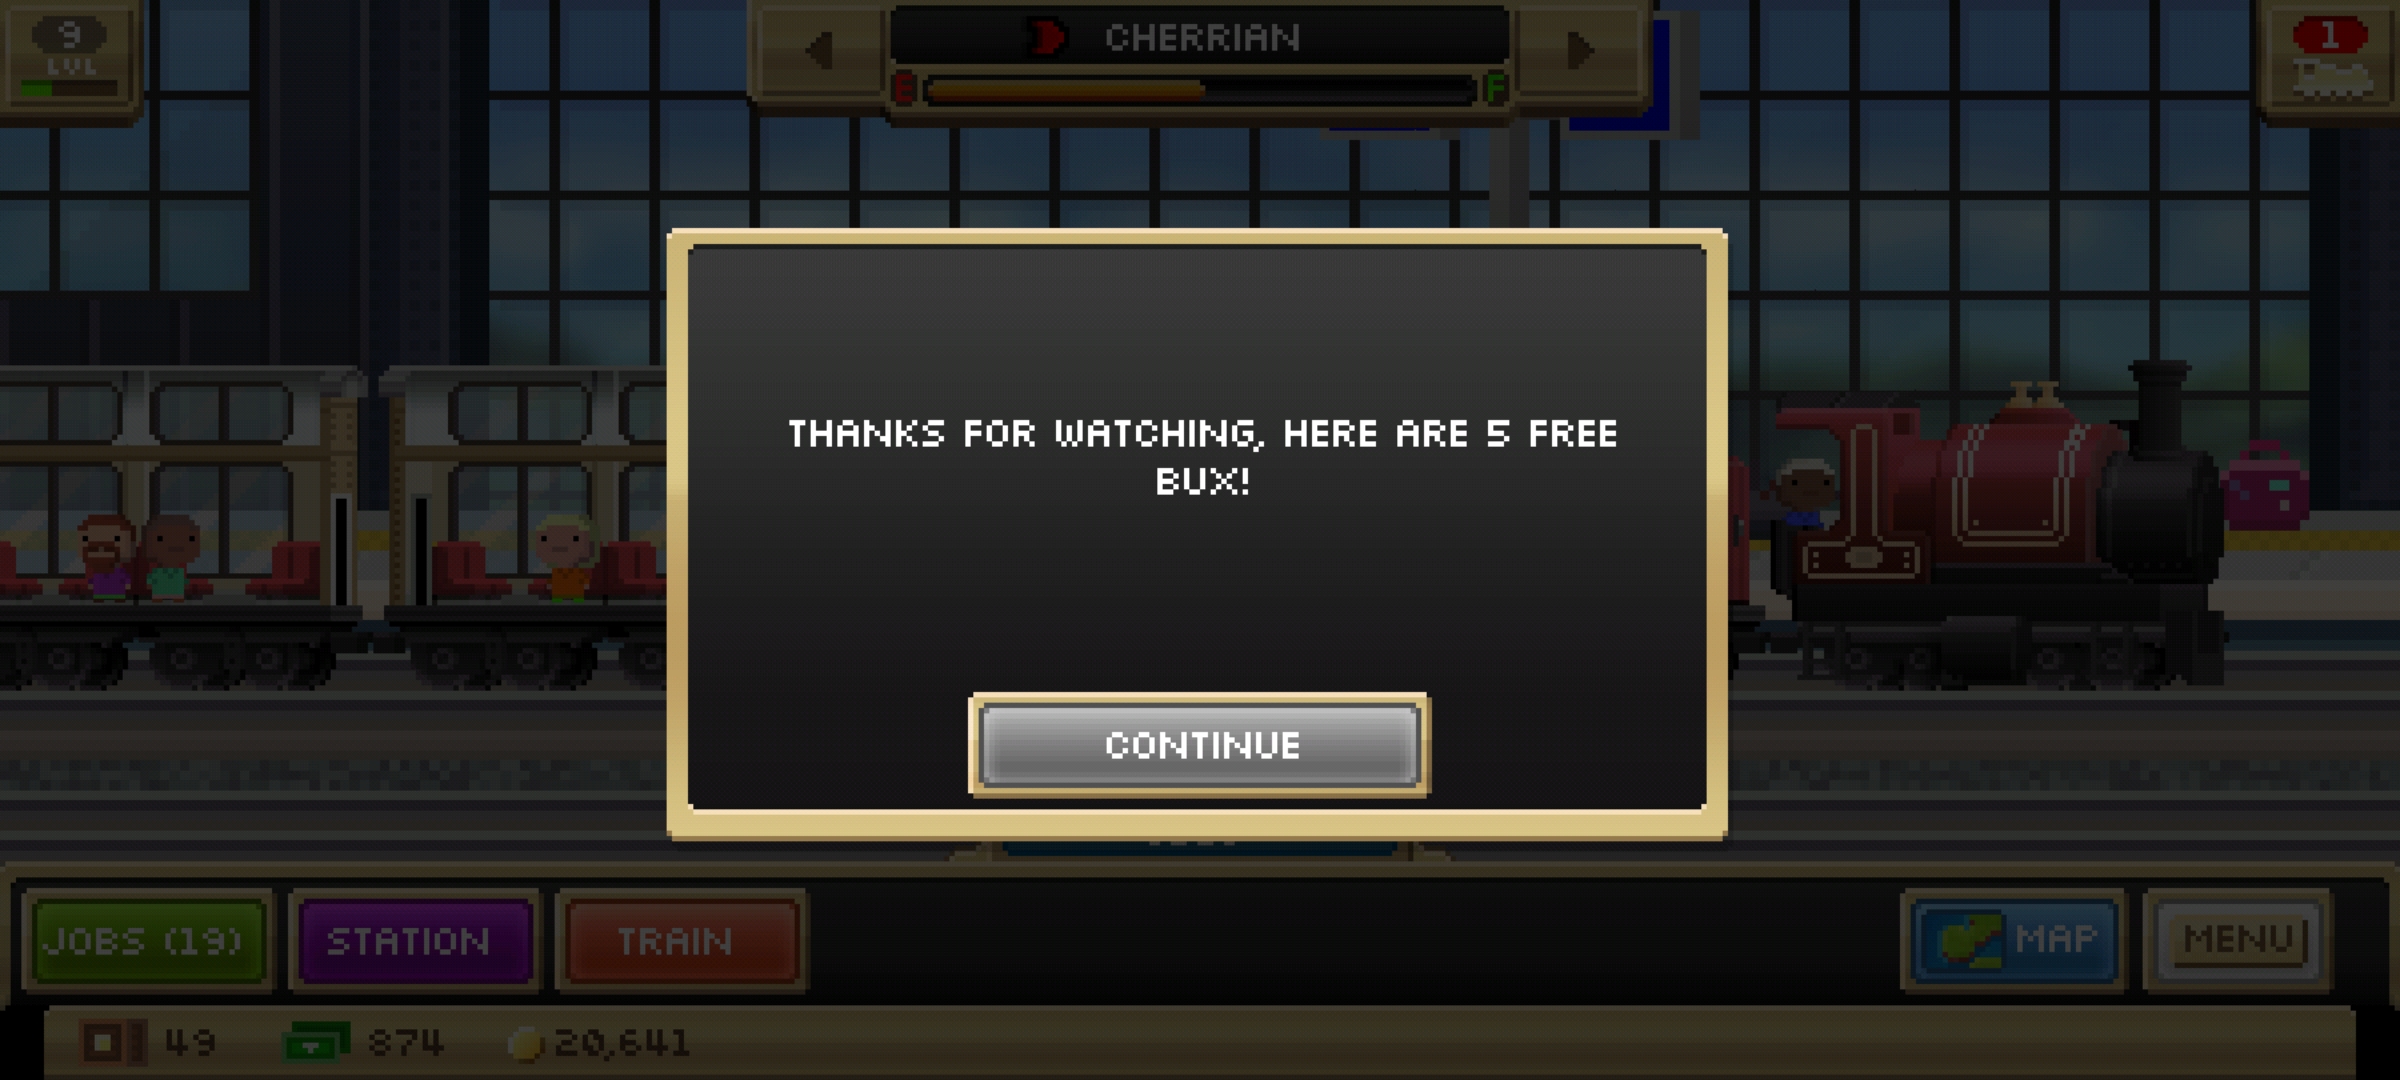 9
LVL
CHERRIAN
E
F
1
THANKS FOR WATCHING, HERE ARE 5 FREE
BUX!
CONTINUE
JOBS (19)
STATION
TRAIN
MAP
MENU
49
874
20,641